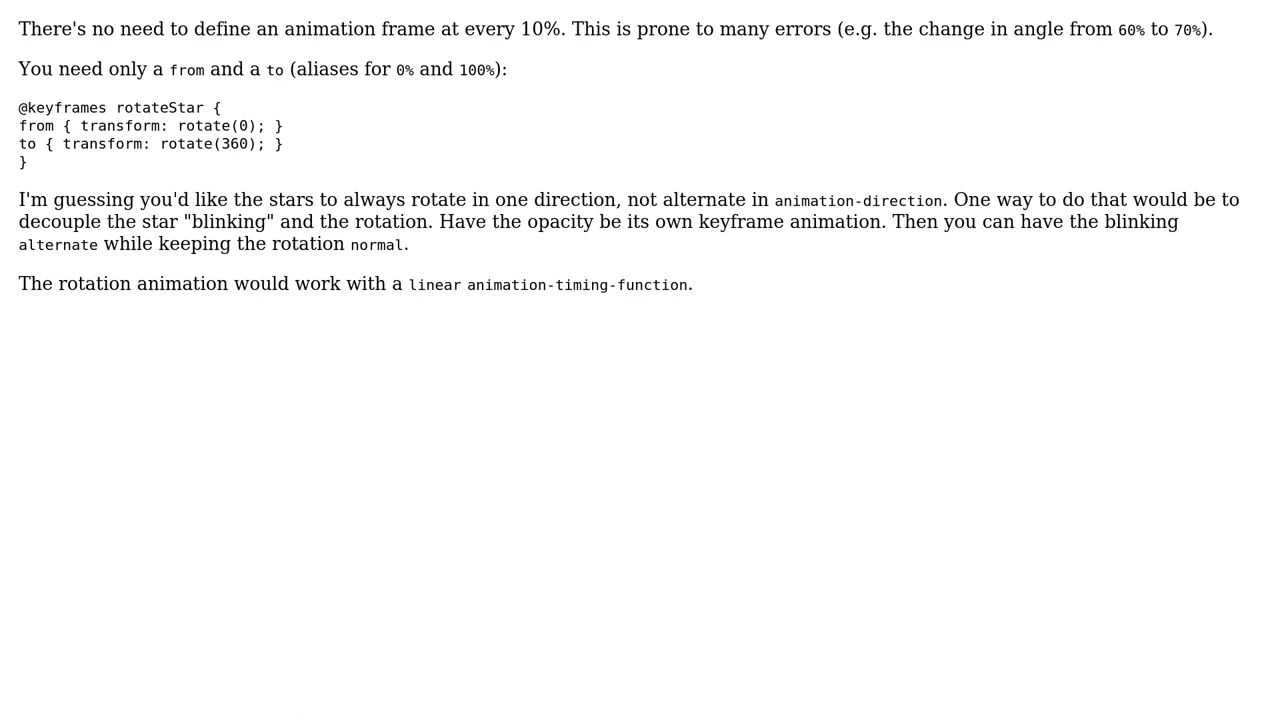 There's no need to define an animation frame at every 10%. This is prone to many errors (e.g. the change in angle from 60% to 70%).
You need only a from and a to (aliases for 0% and 100%):
@keyframes rotateStar {
from { transform: rotate(0); }
to { transform: rotate(360); }
}
I'm guessing you'd like the stars to always rotate in one direction, not alternate in animation-direction. One way to do that would be to
decouple the star "blinking" and the rotation. Have the opacity be its own keyframe animation. Then you can have the blinking
alternate while keeping the rotation normal.
The rotation animation would work with a linear animation-timing-function.